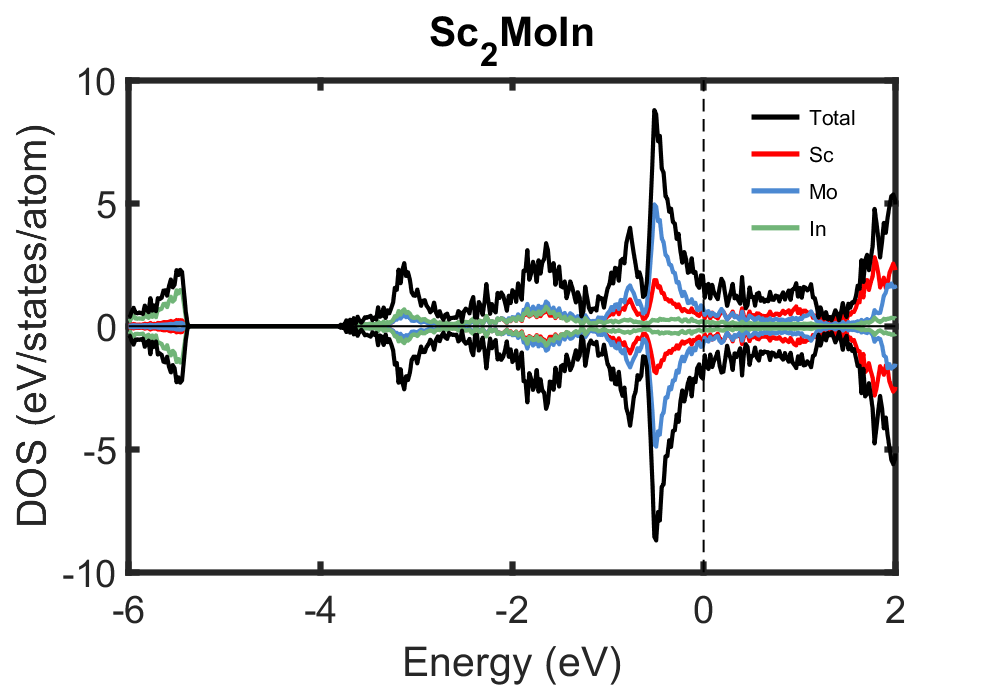 Sc2MoIn
10
5
0
-5
-10
DOS (eV/states/atom)
Total
Sc
Mo
In
-6 -4 -2 0 2
Energy (eV)